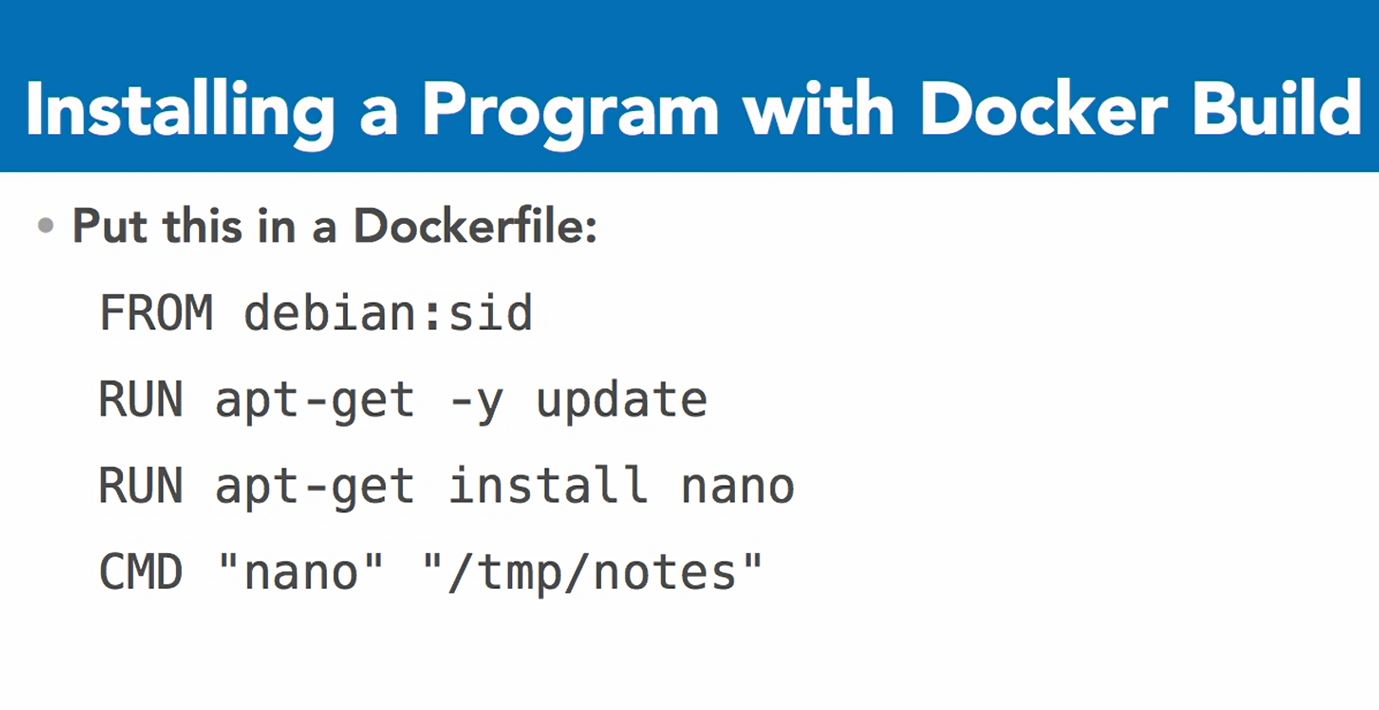 Installing a Program with Docker Build
• Put this in a Dockerfile:
FROM debian:sid
RUN apt-get -y update
RUN apt-get install nano
CMD "nano" "/tmp/notes"